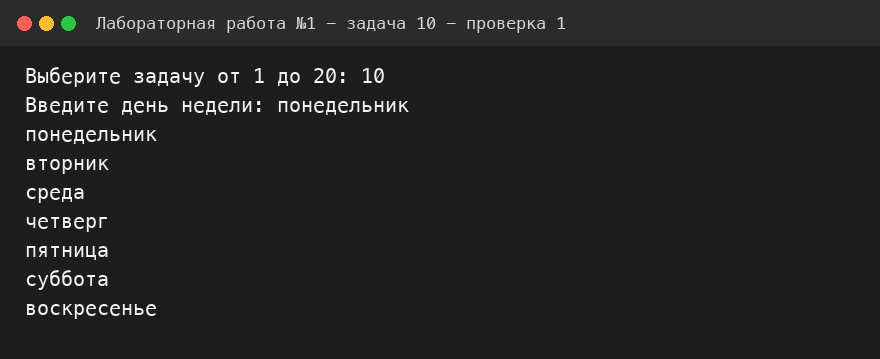 Лабораторная работа №1 — задача 10 — проверка 1
Выберите задачу от 1 до 20: 10
Введите день недели: понедельник
понедельник
вторник
среда
четверг
пятница
суббота
воскресенье